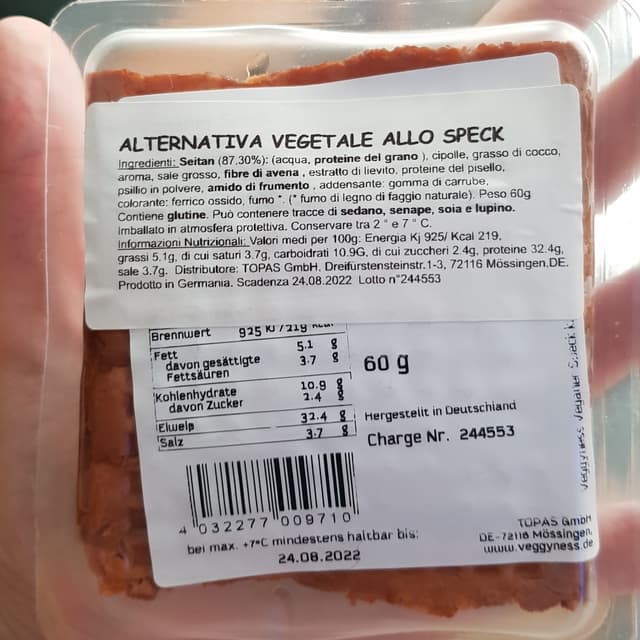 ALTERNATIVA VEGETALE ALLO SPECK
Ingredienti: Seitan (87.30%): (acqua, proteine del grano ), cipolle, grasso di cocco,
aroma, sale grosso, fibre di avena , estratto di lievito, proteine del pisello,
psillio in polvere, amido di frumento , addensante: gomma di carrube,
colorante: ferrico ossido, fumo *. (* fumo di legno di faggio naturale). Peso 60g
Contiene glutine. Può contenere tracce di sedano, senape, soia e lupino.
Imballato in atmosfera protettiva. Conservare tra 2 ° e 7 ° C.
Informazioni Nutrizionali: Valori medi per 100g: Energia Kj 925/ Kcal 219,
grassi 5.1g, di cui saturi 3.7g, carboidrati 10.9G, di cui zuccheri 2.4g, proteine 32.4g,
sale 3.7g. Distributore: TOPAS GmbH. Dreifürstensteinstr.1-3, 72116 Mössingen,DE.
Prodotto in Germania. Scadenza 24.08.2022 Lotto n°244553
Brennwert 925 KJ / 219 Kcal
Fett 5.1 g
davon gesättigte 3.7 g
Fettsäuren
Kohlenhydrate 10.9 g
davon Zucker 2.4 g
Eiweiß 32.4 g
Salz 3.7 g
60 g
Hergestellt in Deutschland
Charge Nr. 244553
4 032277 009710
bei max. +7°C mindestens haltbar bis:
24.08.2022
TOPAS GmbH
DE-72116 Mössingen,
www.veggyness.de
Veggyness Veganer